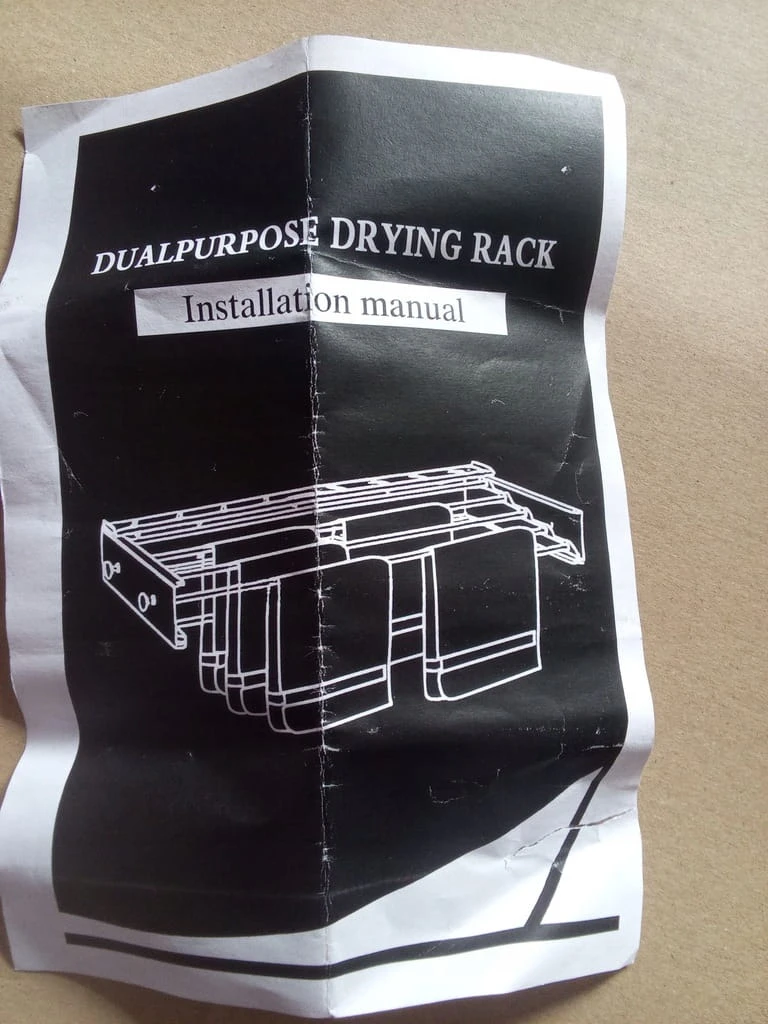 DUALPURPOSE DRYING RACK
Installation manual